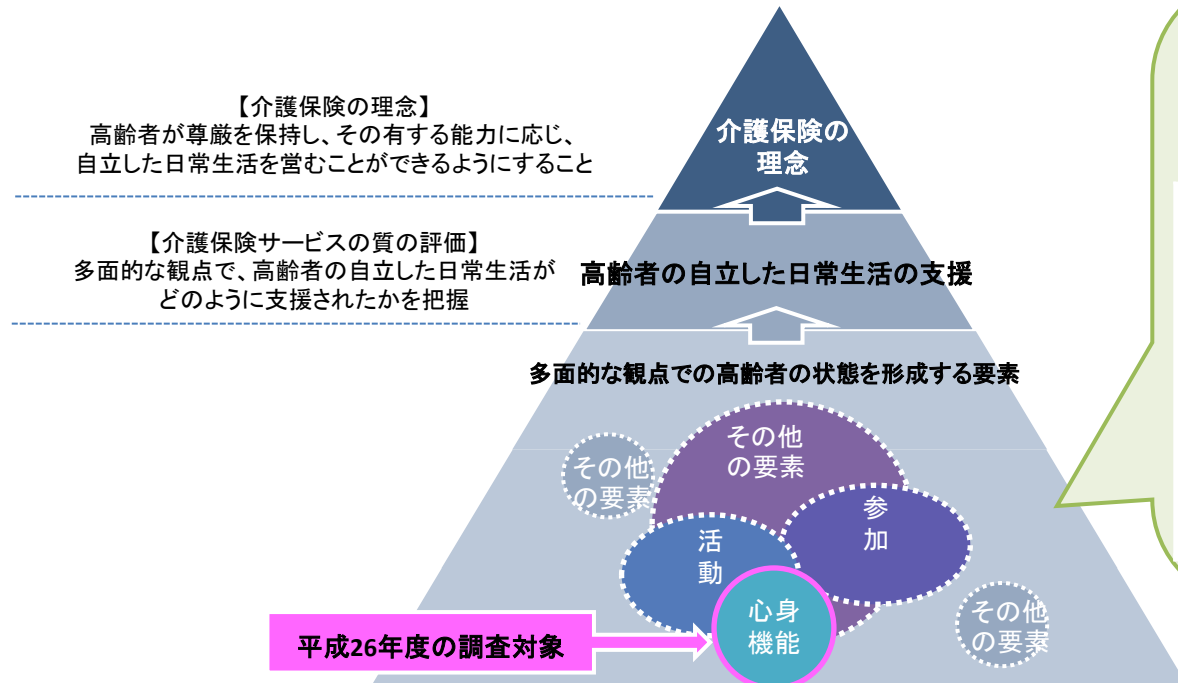 【介護保険の理念】
高齢者が尊厳を保持し、その有する能力に応じ、
自立した日常生活を営むことができるようにすること
介護保険の
理念
【介護保険サービスの質の評価】
多面的な観点で、高齢者の自立した日常生活が
どのように支援されたかを把握
高齢者の自立した日常生活の支援
多面的な観点での高齢者の状態を形成する要素
その他
の要素
その他
の要素
参
加
活
動
心身
機能
その他
の要素
平成26年度の調査対象